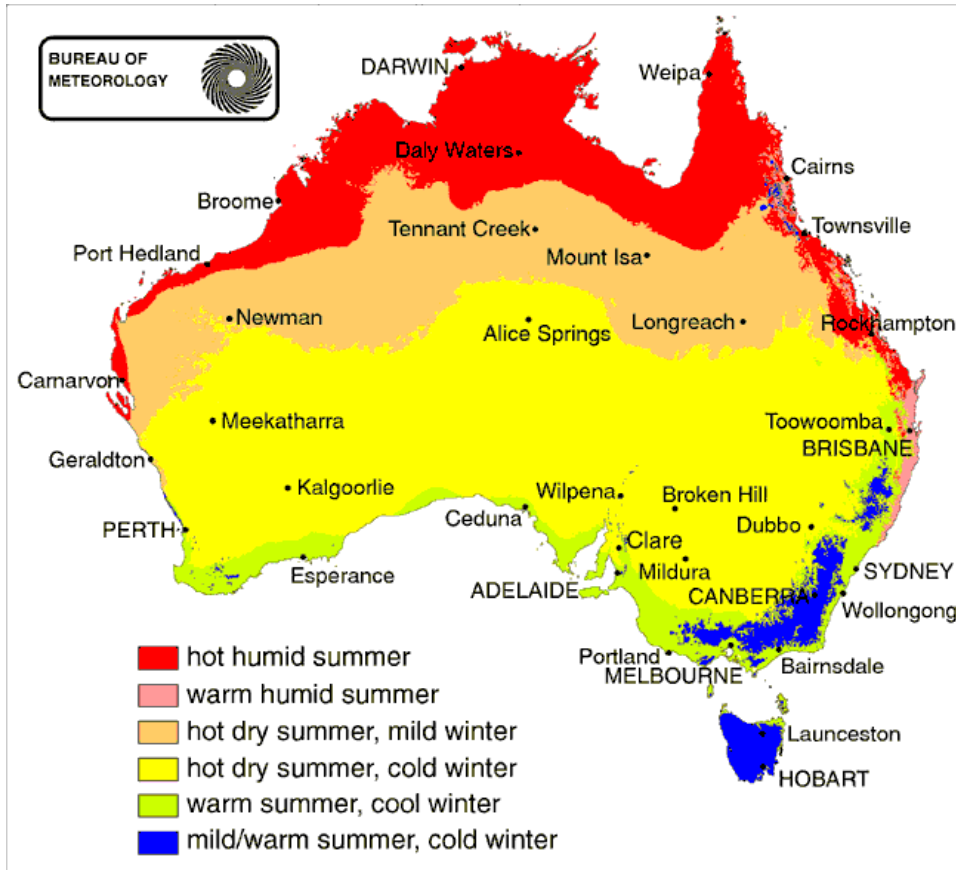 BUREAU OF
METEOROLOGY
DARWIN
Weipa
Daly Waters
Cairns
Broome
Tennant Creek
Townsville
Port Hedland
Mount Isa
Newman
Alice Springs
Longreach
Rockhampton
Carnarvon
Meekatharra
Toowoomba
BRISBANE
Geraldton
Kalgoorlie
Wilpena
Broken Hill
Ceduna
Dubbo
PERTH
Clare
Esperance
Mildura
SYDNEY
ADELAIDE
CANBERRA
Wollongong
Portland
MELBOURNE
Bairnsdale
Launceston
HOBART
hot humid summer
warm humid summer
hot dry summer, mild winter
hot dry summer, cold winter
warm summer, cool winter
mild/warm summer, cold winter